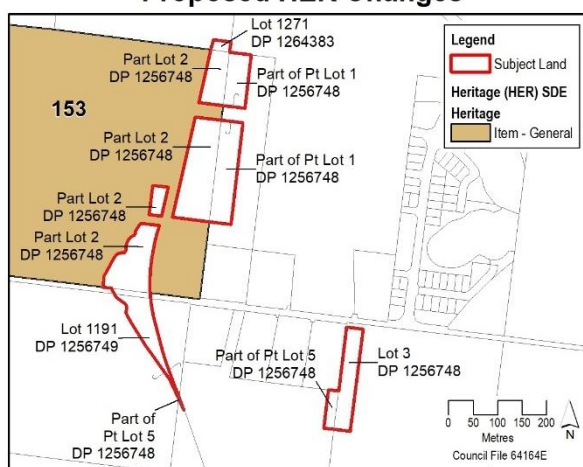 Proposed HER Changes
Lot 1271
DP 1264383
Part Lot 2
DP 1256748
Part of Pt Lot 1
DP 1256748
153
Part Lot 2
DP 1256748
Part of Pt Lot 1
DP 1256748
Part Lot 2
DP 1256748
Part Lot 2
DP 1256748
Lot 1191
DP 1256749
Part of
Pt Lot 5
DP 1256748
Part of Pt Lot 5
DP 1256748
Lot 3
DP 1256748
Legend
Subject Land
Heritage (HER) SDE
Heritage
Item - General
0 50 100 150 200
Metres
N
Council File 64164E